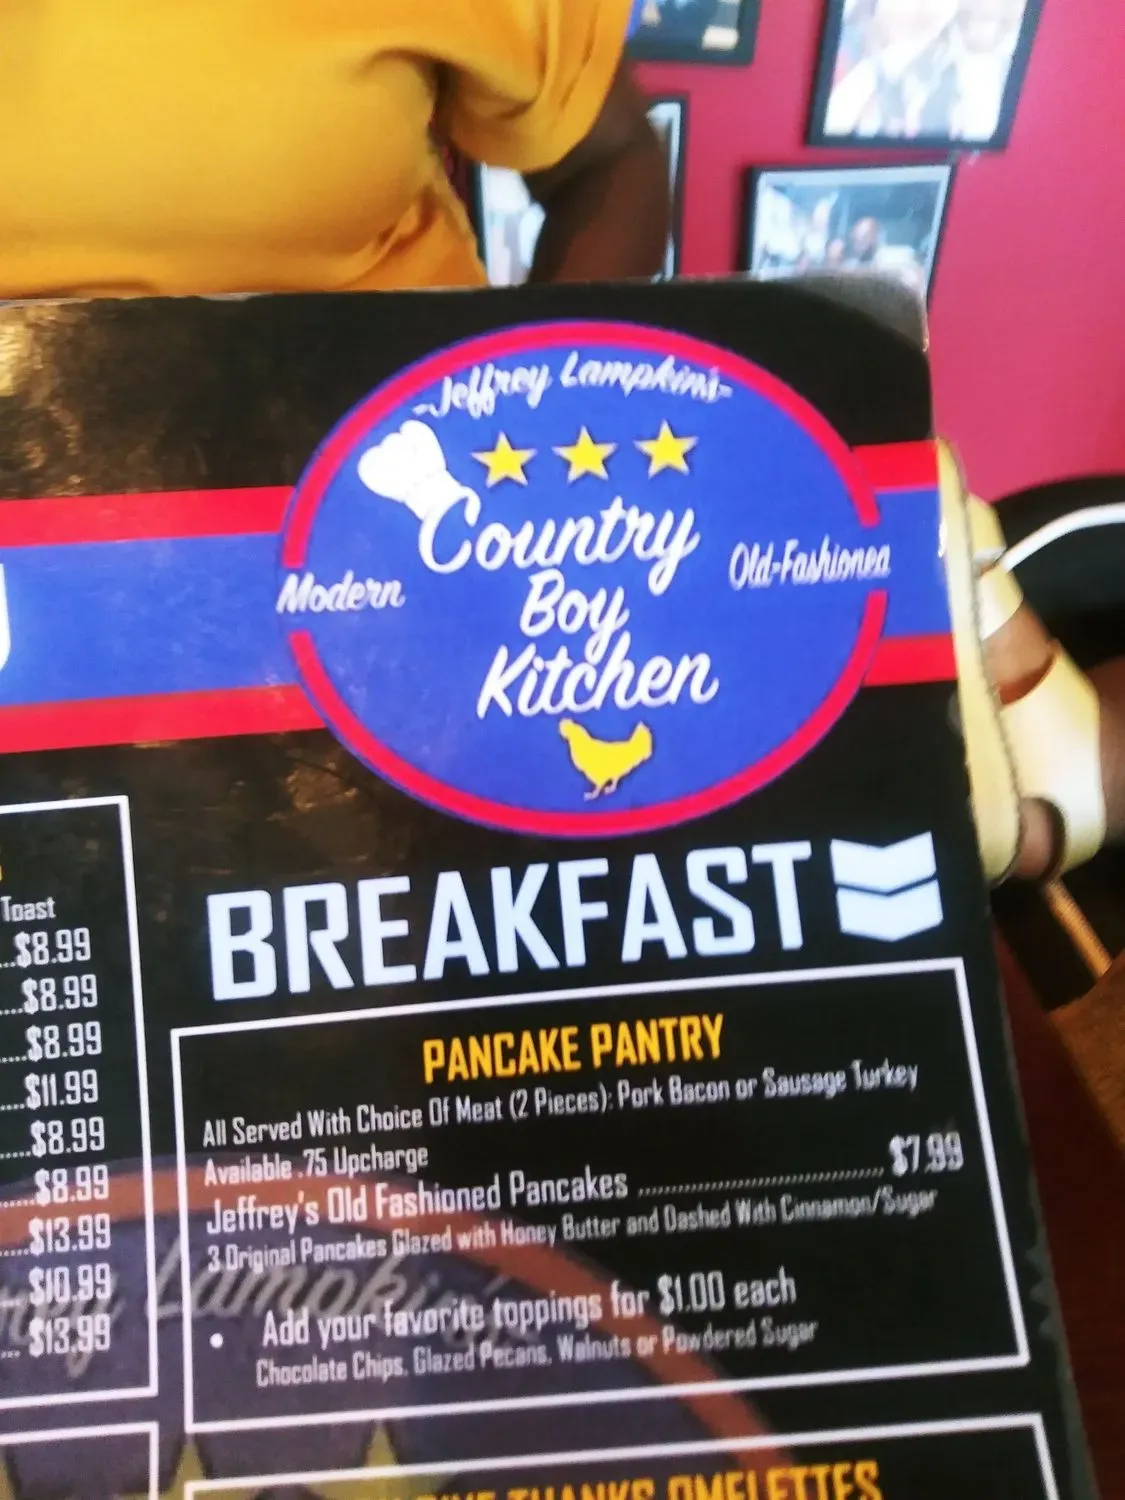 -Jeffrey Lampkin's-
Country
Modern
Boy
Old-Fashioned
Kitchen
BREAKFAST
Toast
...$8.99
....$8.99
.....$8.99
....$11.99
.....$8.99
....$8.99
.....$13.99
... $10.99
... $13.99
PANCAKE PANTRY
All Served With Choice Of Meat (2 Pieces): Pork Bacon or Sausage Turkey
Available .75 Upcharge
Jeffrey's Old Fashioned Pancakes ................................... $7.99
3 Original Pancakes Glazed with Honey Butter and Dashed With Cinnamon/Sugar
• Add your favorite toppings for $1.00 each
Chocolate Chips, Glazed Pecans, Walnuts or Powdered Sugar
Lampkin's
THANKS OMELETTES